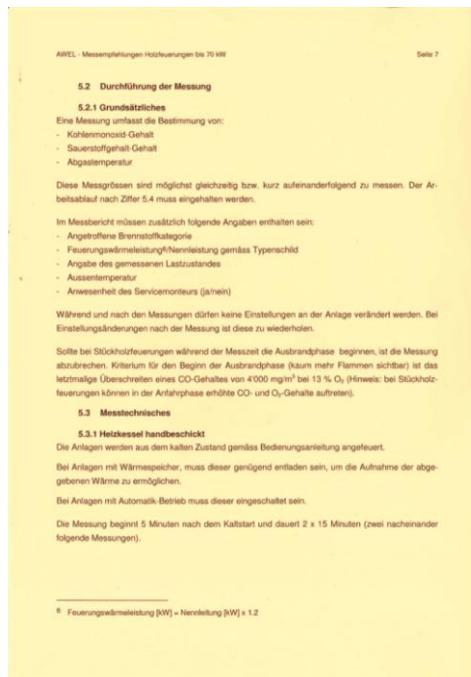 AWEL - Messempfehlungen Holzfeuerungen bis 70 kW Seite 7
5.2 Durchführung der Messung
5.2.1 Grundsätzliches
Eine Messung umfasst die Bestimmung von:
- Kohlenmonoxid-Gehalt
- Sauerstoffgehalt-Gehalt
- Abgastemperatur
Diese Messgrössen sind möglichst gleichzeitig bzw. kurz aufeinanderfolgend zu messen. Der Ar-
beitsablauf nach Ziffer 5.4 muss eingehalten werden.
Im Messbericht müssen zusätzlich folgende Angaben enthalten sein:
- Angetroffene Brennstoffkategorie
- Feuerungswärmeleistung⁶/Nennleistung gemäss Typenschild
- Angabe des gemessenen Lastzustandes
- Aussentemperatur
- Anwesenheit des Servicemonteurs (ja/nein)
Während und nach den Messungen dürfen keine Einstellungen an der Anlage verändert werden. Bei
Einstellungsänderungen nach der Messung ist diese zu wiederholen.
Sollte bei Stückholzfeuerungen während der Messzeit die Ausbrandphase beginnen, ist die Messung
abzubrechen. Kriterium für den Beginn der Ausbrandphase (kaum mehr Flammen sichtbar) ist das
letztmalige Überschreiten eines CO-Gehaltes von 4'000 mg/m³ bei 13 % O₂ (Hinweis: bei Stückholz-
feuerungen können in der Anfahrphase erhöhte CO- und O₂-Gehalte auftreten).
5.3 Messtechnisches
5.3.1 Heizkessel handbeschickt
Die Anlagen werden aus dem kalten Zustand gemäss Bedienungsanleitung angefeuert.
Bei Anlagen mit Wärmespeicher, muss dieser genügend entladen sein, um die Aufnahme der abge-
gebenen Wärme zu ermöglichen.
Bei Anlagen mit Automatik-Betrieb muss dieser eingeschaltet sein.
Die Messung beginnt 5 Minuten nach dem Kaltstart und dauert 2 x 15 Minuten (zwei nacheinander
folgende Messungen).
⁶ Feuerungswärmeleistung [kW] = Nennleitung [kW] x 1.2